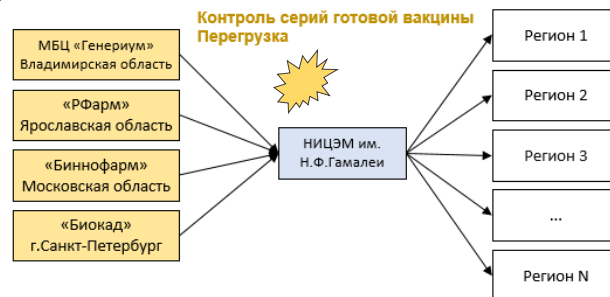 Контроль серий готовой вакцины
Перегрузка
МБЦ «Генериум»
Владимирская область
«РФарм»
Ярославская область
«Биннофарм»
Московская область
«Биокад»
г.Санкт-Петербург
НИЦЭМ им.
Н.Ф.Гамалеи
Регион 1
Регион 2
Регион 3
...
Регион N